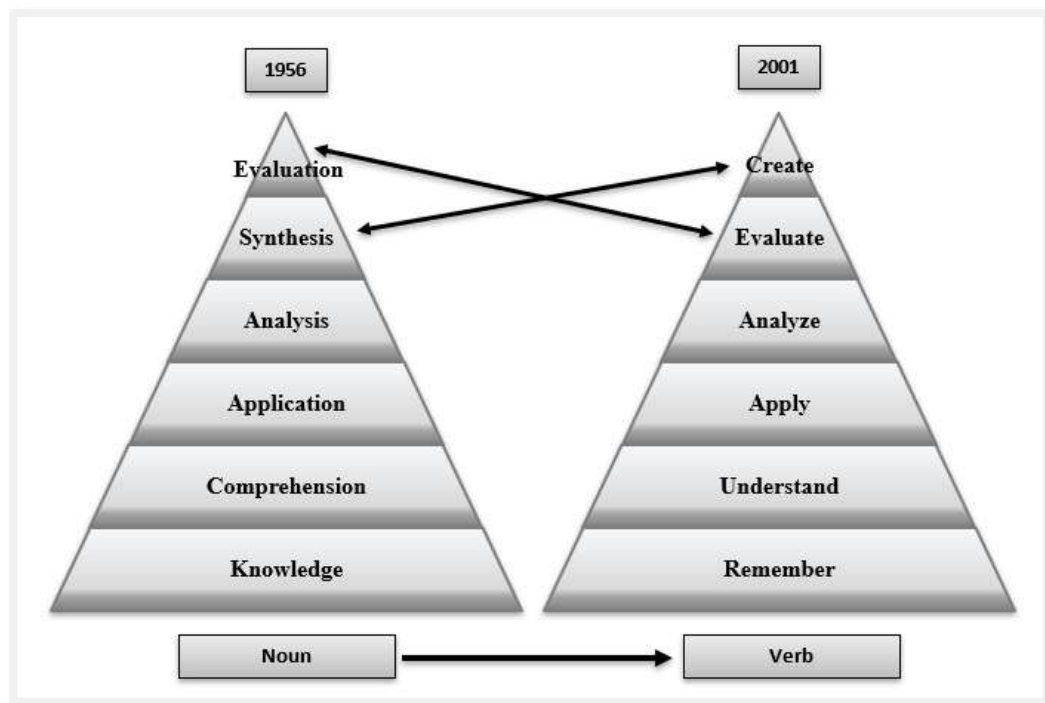 1956
Evaluation
Synthesis
Analysis
Application
Comprehension
Knowledge
Noun
2001
Create
Evaluate
Analyze
Apply
Understand
Remember
Verb